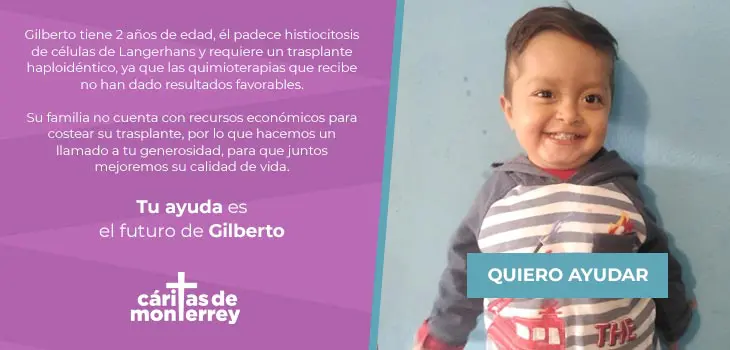 Gilberto tiene 2 años de edad, él padece histiocitosis
de células de Langerhans y requiere un trasplante
haploidéntico, ya que las quimioterapias que recibe
no han dado resultados favorables.
Su familia no cuenta con recursos económicos para
costear su trasplante, por lo que hacemos un
llamado a tu generosidad, para que juntos
mejoremos su calidad de vida.
Tu ayuda es
el futuro de Gilberto
cáritas de
monterrey
QUIERO AYUDAR
THE